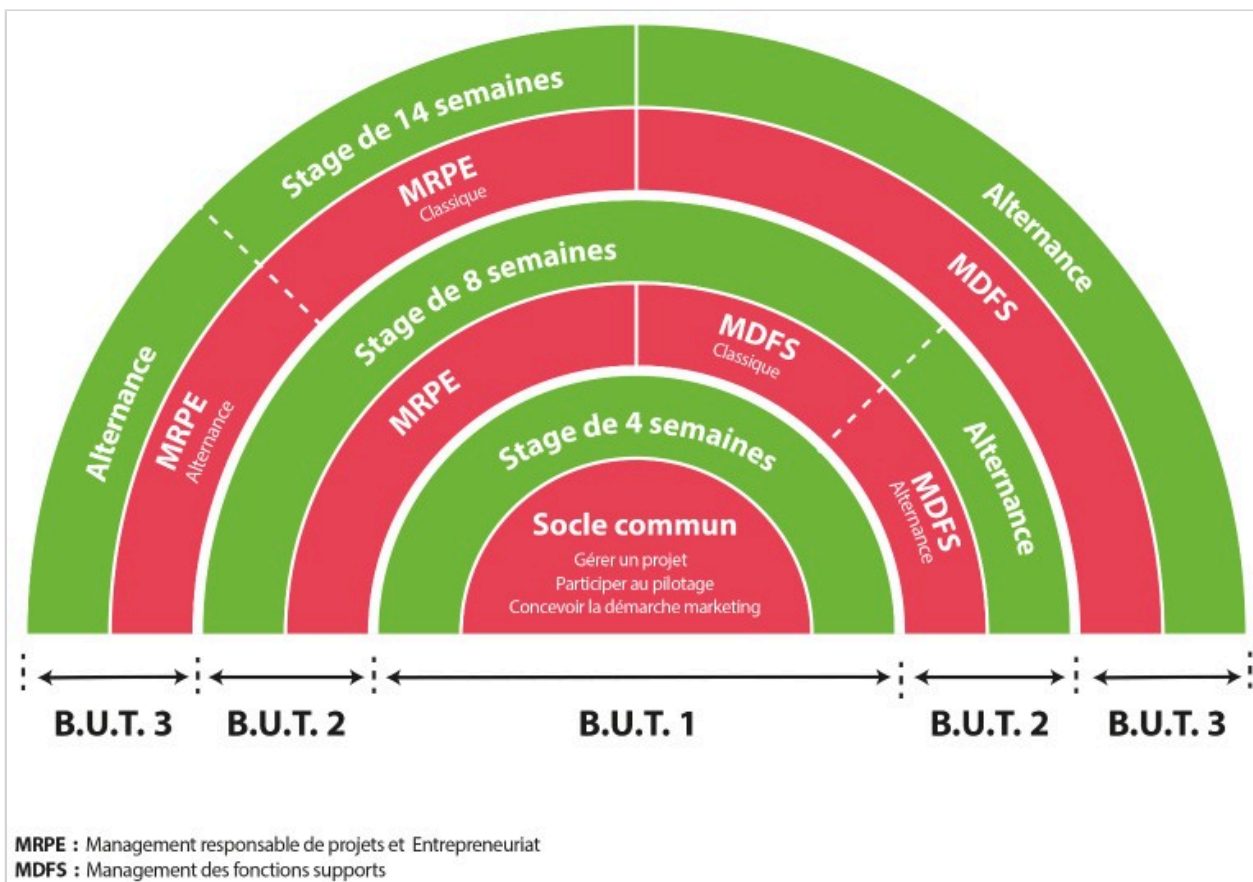 Stage de 14 semaines
Alternance
MRPE
Classique
MDFS
MRPE
Alternance
Alternance
Stage de 8 semaines
Alternance
MRPE
MDFS
Classique
MDFS
Alternance
Stage de 4 semaines
Socle commun
Gérer un projet
Participer au pilotage
Concevoir la démarche marketing
B.U.T. 3
B.U.T. 2
B.U.T. 1
B.U.T. 2
B.U.T. 3
MRPE : Management responsable de projets et Entrepreneuriat
MDFS : Management des fonctions supports